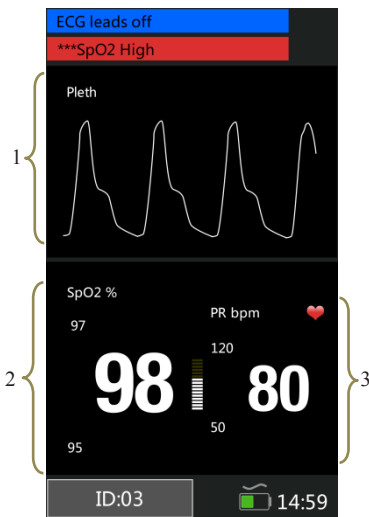 ECG leads off
***SpO2 High
1
Pleth
2
SpO2 %
97
98
95
PR bpm
120
80
50
3
ID:03
14:59